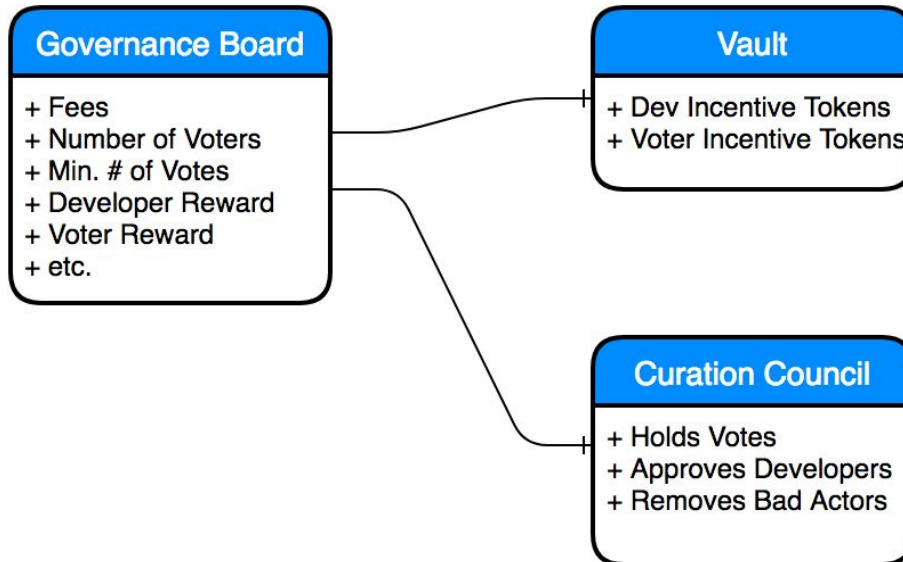 Governance Board
+ Fees
+ Number of Voters
+ Min. # of Votes
+ Developer Reward
+ Voter Reward
+ etc.
Vault
+ Dev Incentive Tokens
+ Voter Incentive Tokens
Curation Council
+ Holds Votes
+ Approves Developers
+ Removes Bad Actors